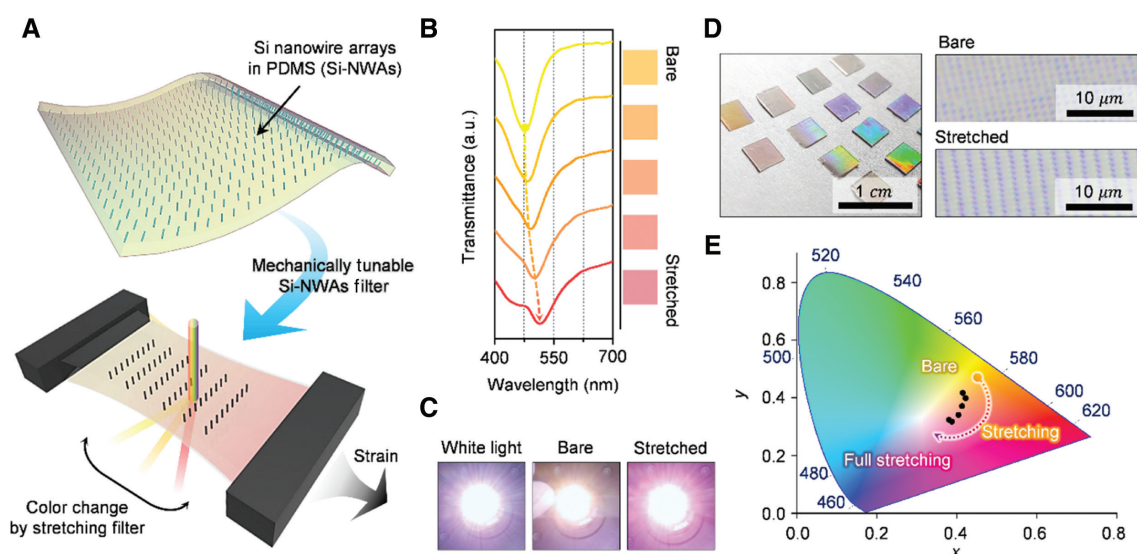 A
Si nanowire arrays
in PDMS (Si-NWAs)
Mechanically tunable
Si-NWAs filter
Strain
Color change
by stretching filter
B
Transmittance (a.u.)
400
550
700
Wavelength (nm)
Bare
Stretched
C
White light
Bare
Stretched
D
1 cm
Bare
10 μm
Stretched
10 μm
E
520
540
560
580
600
620
500
480
460
Bare
Stretching
Full stretching
y
0.8
0.6
0.4
0.2
0.0
0.0
0.2
0.4
0.6
0.8
x